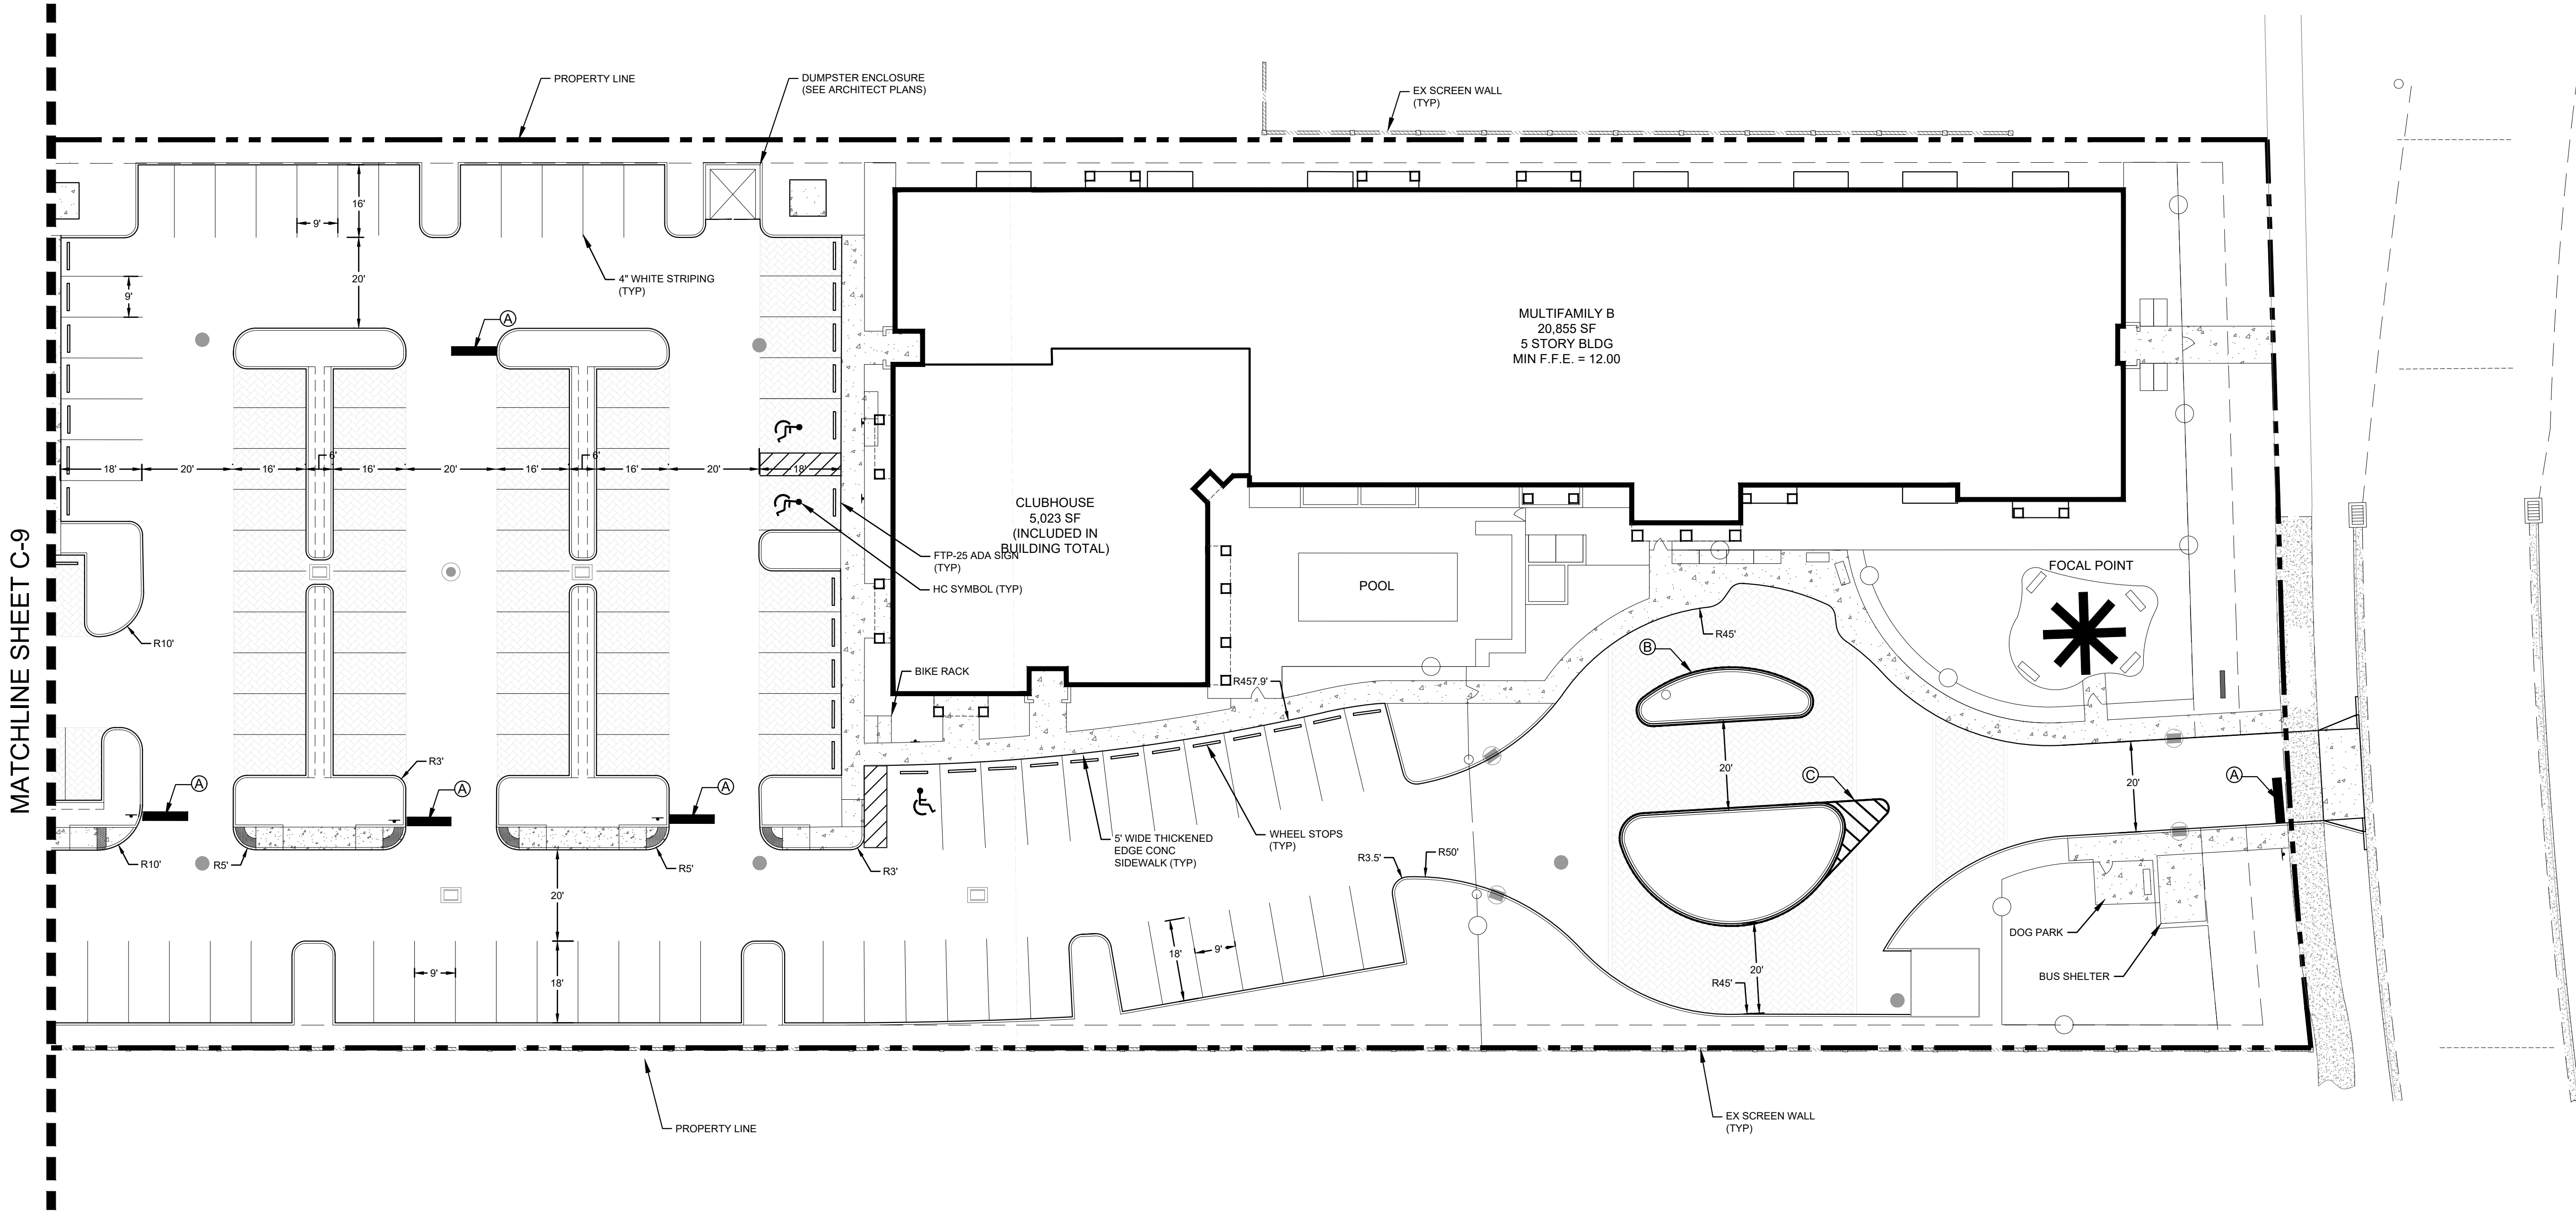 PROPERTY LINE
DUMPSTER ENCLOSURE
(SEE ARCHITECT PLANS)
EX SCREEN WALL
(TYP)
16'
9'
20'
4" WHITE STRIPING
(TYP)
9'
A
MULTIFAMILY B
20,855 SF
5 STORY BLDG
MIN F.F.E. = 12.00
18'
20'
16'
6'
16'
20'
16'
6'
16'
20'
18'
CLUBHOUSE
5,023 SF
(INCLUDED IN
BUILDING TOTAL)
FTP-25 ADA SIGN
(TYP)
HC SYMBOL (TYP)
POOL
FOCAL POINT
MATCHLINE SHEET C-9
R10'
R45'
B
BIKE RACK
R457.9'
R3'
A
A
A
20'
C
20'
A
5' WIDE THICKENED
EDGE CONC
SIDEWALK (TYP)
WHEEL STOPS
(TYP)
R3.5'
R50'
R10'
R5'
R5'
R3'
20'
18'
9'
9'
18'
DOG PARK
BUS SHELTER
20'
R45'
PROPERTY LINE
EX SCREEN WALL
(TYP)